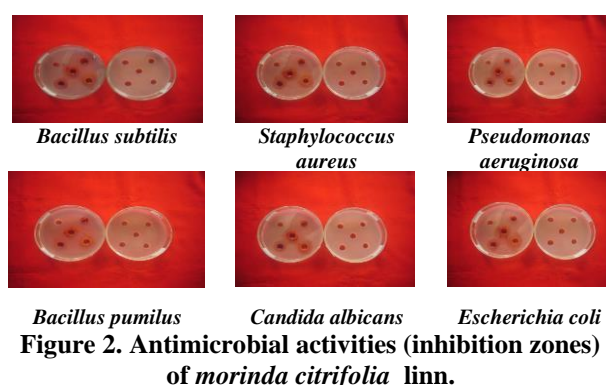 Bacillus subtilis
Staphylococcus
aureus
Pseudomonas
aeruginosa
Bacillus pumilus
Candida albicans
Escherichia coli
Figure 2. Antimicrobial activities (inhibition zones)
of morinda citrifolia linn.